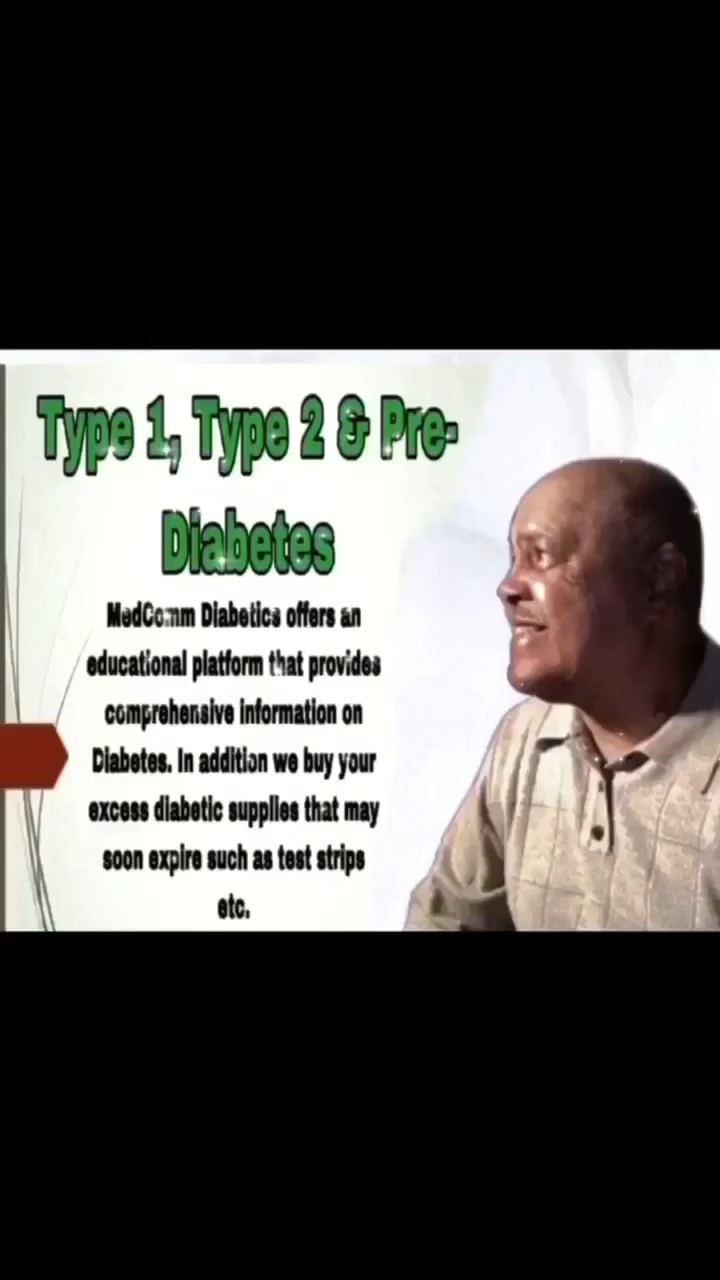 Type 1, Type 2 & Pre-
Diabetes
MedComm Diabetics offers an
educational platform that provides
comprehensive information on
Diabetes. In addition we buy your
excess diabetic supplies that may
soon expire such as test strips
etc.